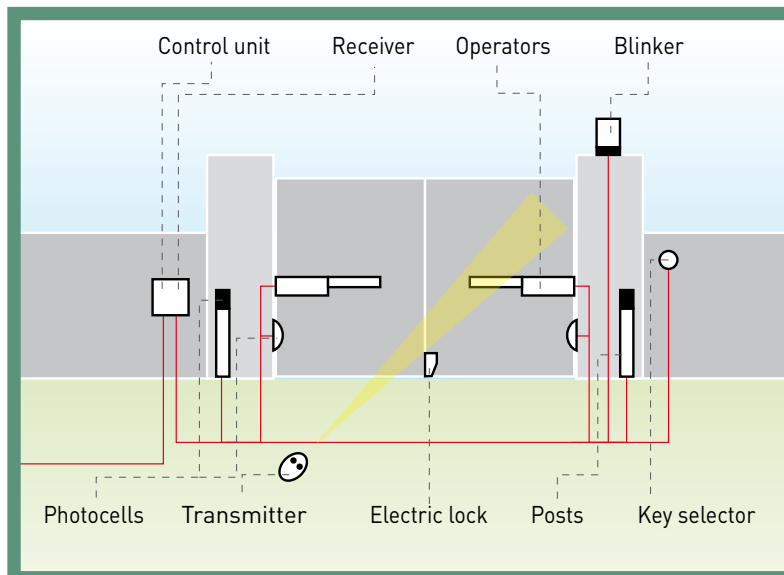 Control unit
Receiver
Operators
Blinker
Photocells
Transmitter
Electric lock
Posts
Key selector